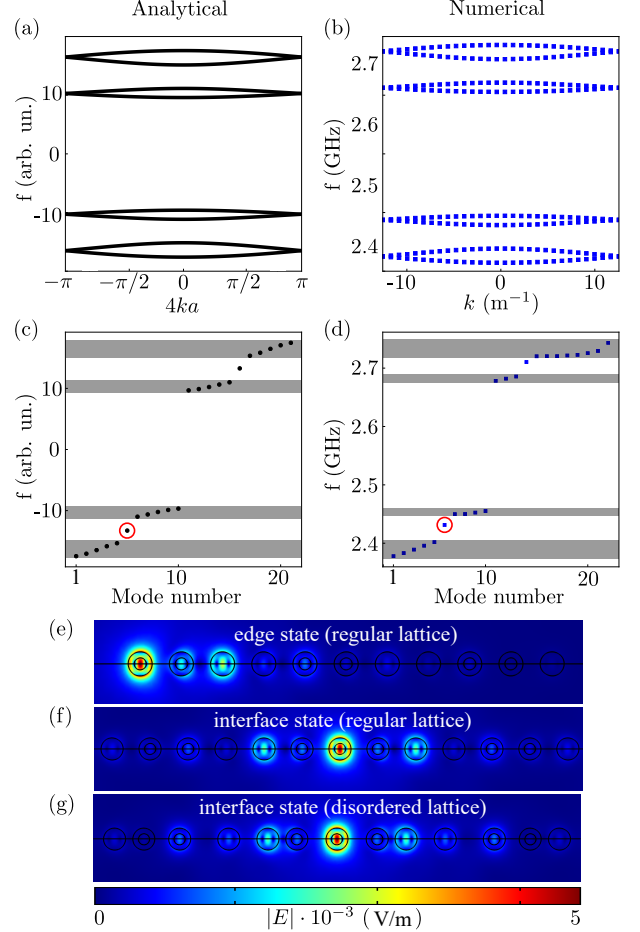 Analytical
Numerical
(a)
(b)
f (arb. un.)
10
0
-10
−π
−π/2
0
π/2
π
4ka
f (GHz)
2.7
2.6
2.5
2.4
-10
0
10
k (m⁻¹)
(c)
(d)
f (arb. un.)
10
0
-10
1
10
20
Mode number
f (GHz)
2.7
2.6
2.5
2.4
1
10
20
Mode number
(e)
edge state (regular lattice)
(f)
interface state (regular lattice)
(g)
interface state (disordered lattice)
0
|E| · 10⁻³ (V/m)
5